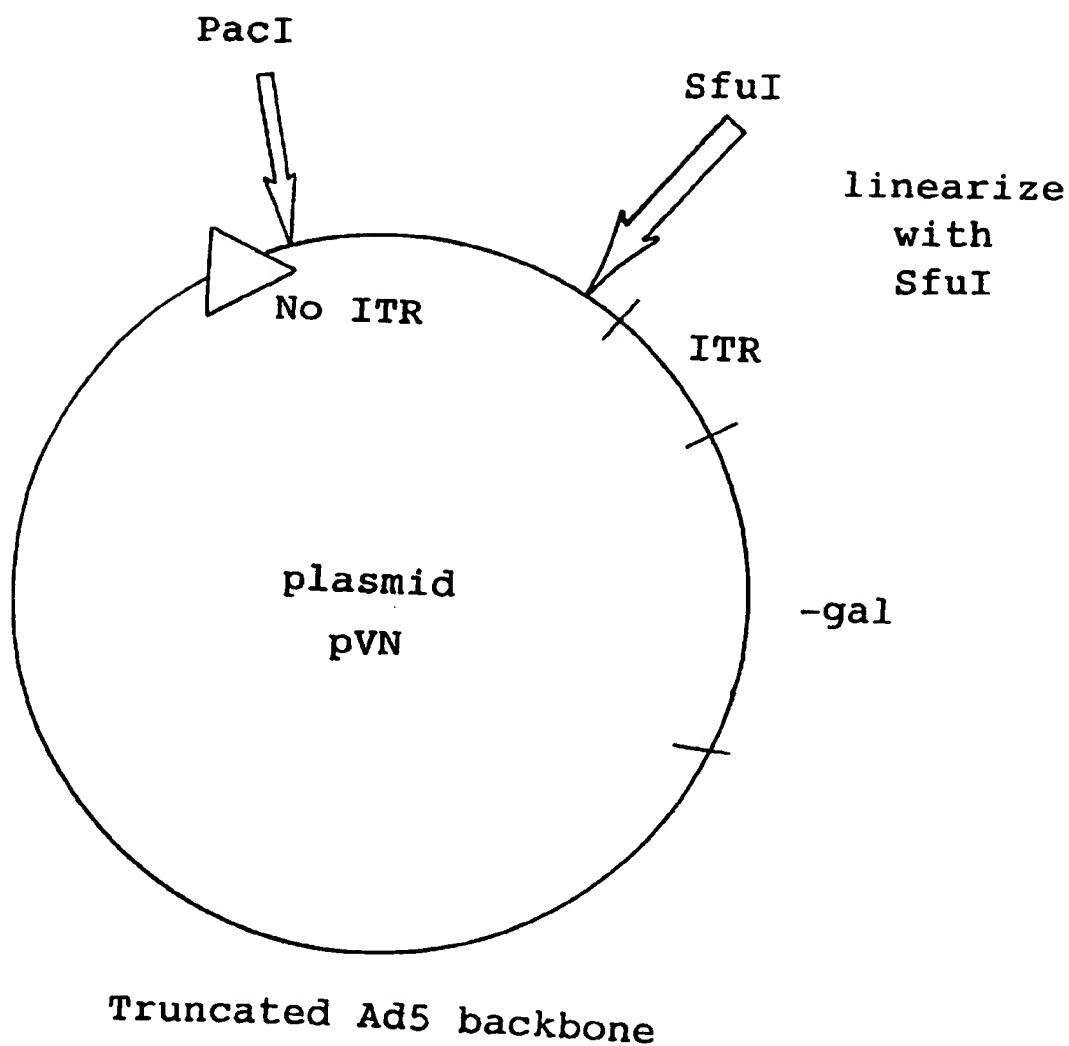 PacI
SfuI
linearize
with
SfuI
No ITR
ITR
plasmid
pVN
-gal
Truncated Ad5 backbone